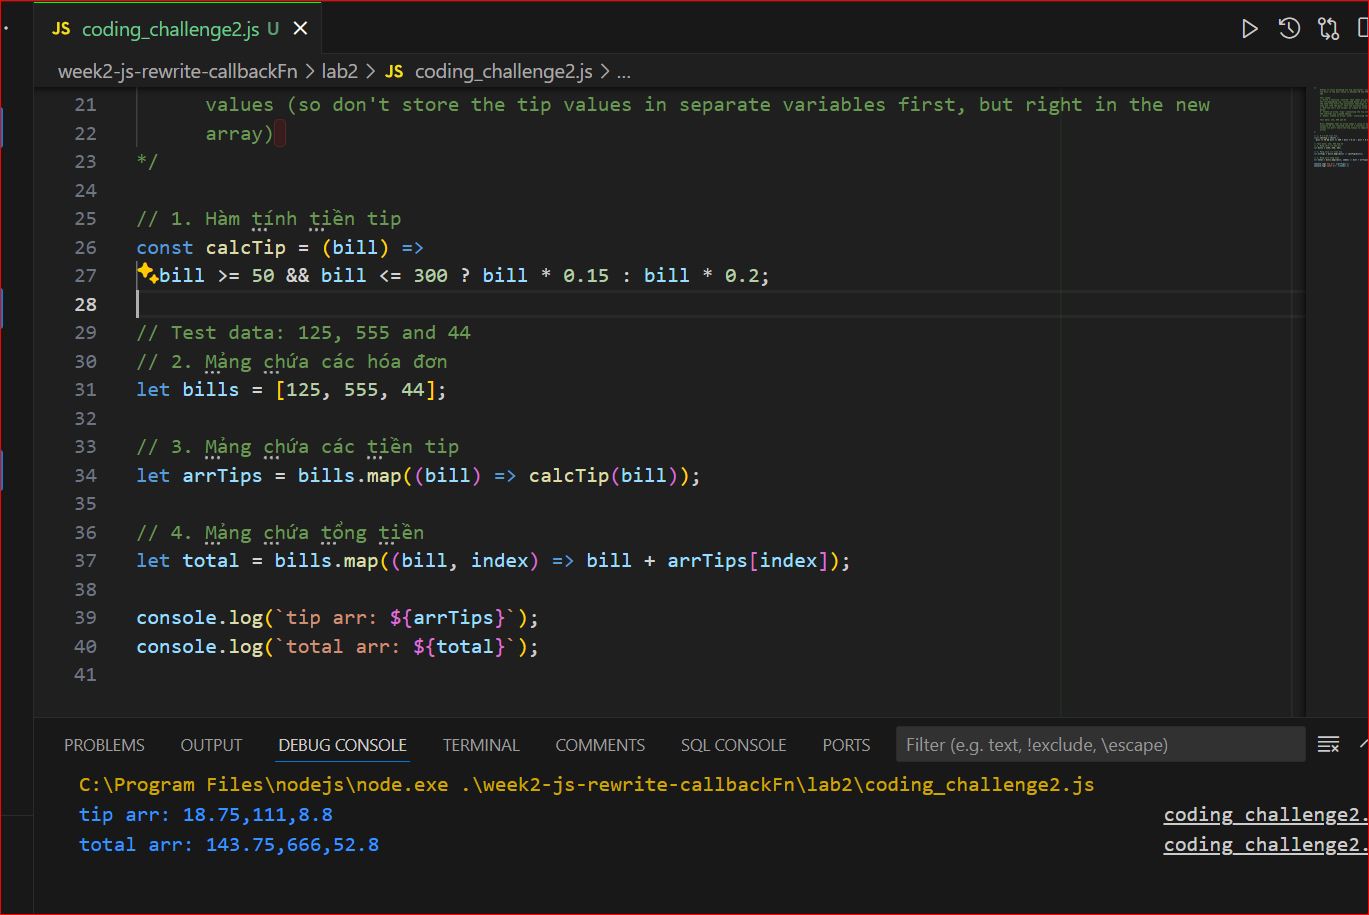 JS coding_challenge2.js U
week2-js-rewrite-callbackFn > lab2 > JS coding_challenge2.js > ...
21 values (so don't store the tip values in separate variables first, but right in the new
22 array)
23 */
24
25 // 1. Hàm tính tiền tip
26 const calcTip = (bill) =>
27 bill >= 50 && bill <= 300 ? bill * 0.15 : bill * 0.2;
28
29 // Test data: 125, 555 and 44
30 // 2. Mảng chứa các hóa đơn
31 let bills = [125, 555, 44];
32
33 // 3. Mảng chứa các tiền tip
34 let arrTips = bills.map((bill) => calcTip(bill));
35
36 // 4. Mảng chứa tổng tiền
37 let total = bills.map((bill, index) => bill + arrTips[index]);
38
39 console.log(`tip arr: ${arrTips}`);
40 console.log(`total arr: ${total}`);
41
PROBLEMS OUTPUT DEBUG CONSOLE TERMINAL COMMENTS SQL CONSOLE PORTS Filter (e.g. text, !exclude, \escape)
C:\Program Files\nodejs\node.exe .\week2-js-rewrite-callbackFn\lab2\coding_challenge2.js
tip arr: 18.75,111,8.8 coding_challenge2.
total arr: 143.75,666,52.8 coding_challenge2.